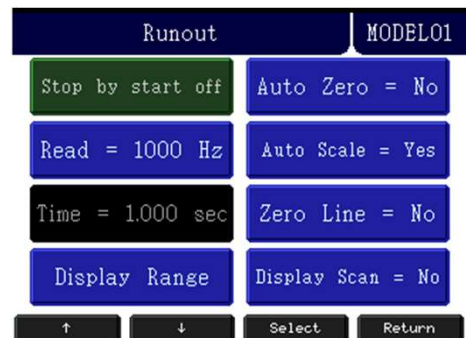 Runout
MODEL01
Stop by start off
Auto Zero = No
Read = 1000 Hz
Auto Scale = Yes
Time = 1.000 sec
Zero Line = No
Display Range
Display Scan = No
↑
↓
Select
Return